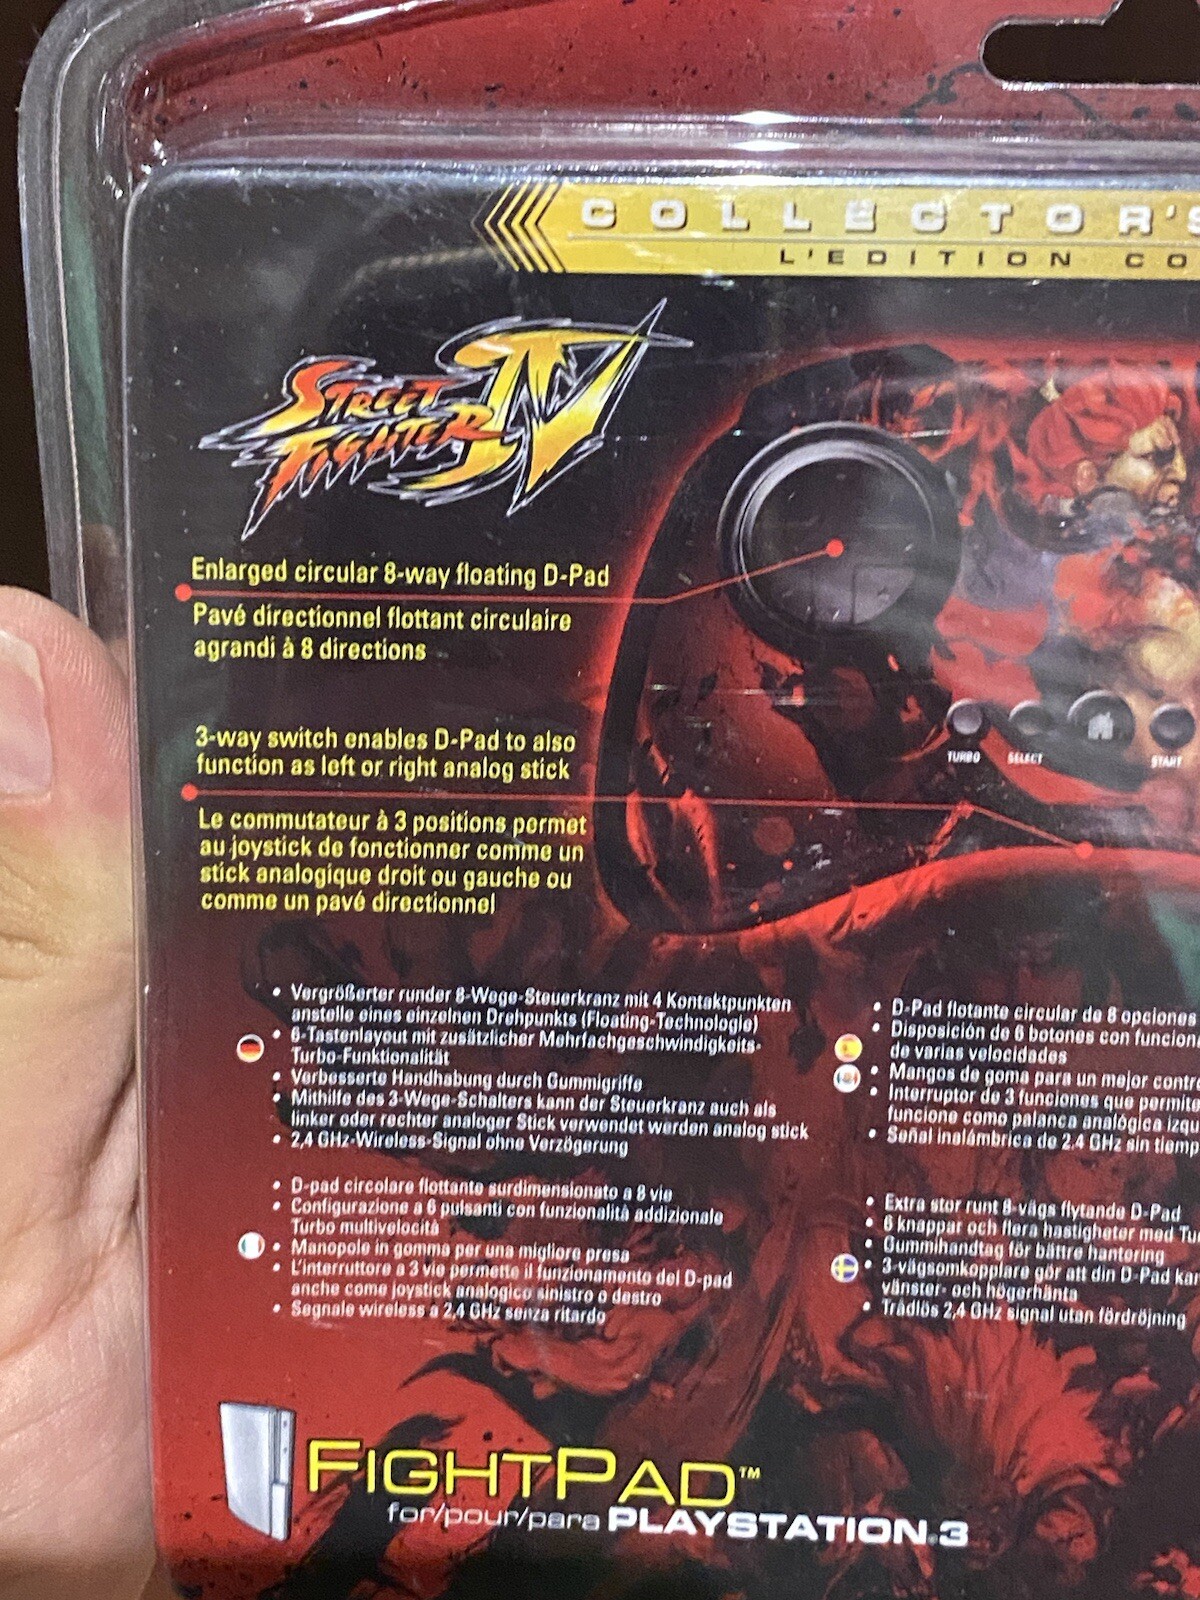 COLLECTOR'S
L'EDITION CO
STREET
FIGHTER IV
Enlarged circular 8-way floating D-Pad
Pavé directionnel flottant circulaire
agrandi à 8 directions
3-way switch enables D-Pad to also
function as left or right analog stick
Le commutateur à 3 positions permet
au joystick de fonctionner comme un
stick analogique droit ou gauche ou
comme un pavé directionnel
TURBO SELECT START
• Vergrößerter runder 8-Wege-Steuerkranz mit 4 Kontaktpunkten
anstelle eines einzelnen Drehpunkts (Floating-Technologie)
• 6-Tastenlayout mit zusätzlicher Mehrfachgeschwindigkeits-
Turbo-Funktionalität
• Verbesserte Handhabung durch Gummigriffe
• Mithilfe des 3-Wege-Schalters kann der Steuerkranz auch als
linker oder rechter analoger Stick verwendet werden analog stick
• 2,4 GHz-Wireless-Signal ohne Verzögerung
• D-Pad flotante circular de 8 opciones
• Disposición de 6 botones con funcion
de varias velocidades
• Mangos de goma para un mejor contr
• Interruptor de 3 funciones que permite
funcione como palanca analógica izqu
• Señal inalámbrica de 2.4 GHz sin tiemp
• D-pad circolare flottante surdimensionato a 8 vie
• Configurazione a 6 pulsanti con funzionalità addizionale
Turbo multivelocità
• Manopole in gomma per una migliore presa
• L'interruttore a 3 vie permette il funzionamento del D-pad
anche come joystick analogico sinistro o destro
• Segnale wireless a 2,4 GHz senza ritardo
• Extra stor runt 8-vägs flytande D-Pad
• 6 knappar och flera hastigheter med Tu
• Gummihandtag för bättre hantering
• 3-vägsomkopplare gör att din D-Pad kan
vänster- och högerhänta
• Trådlös 2,4 GHz signal utan fördröjning
FIGHTPAD™
for/pour/para PLAYSTATION.3